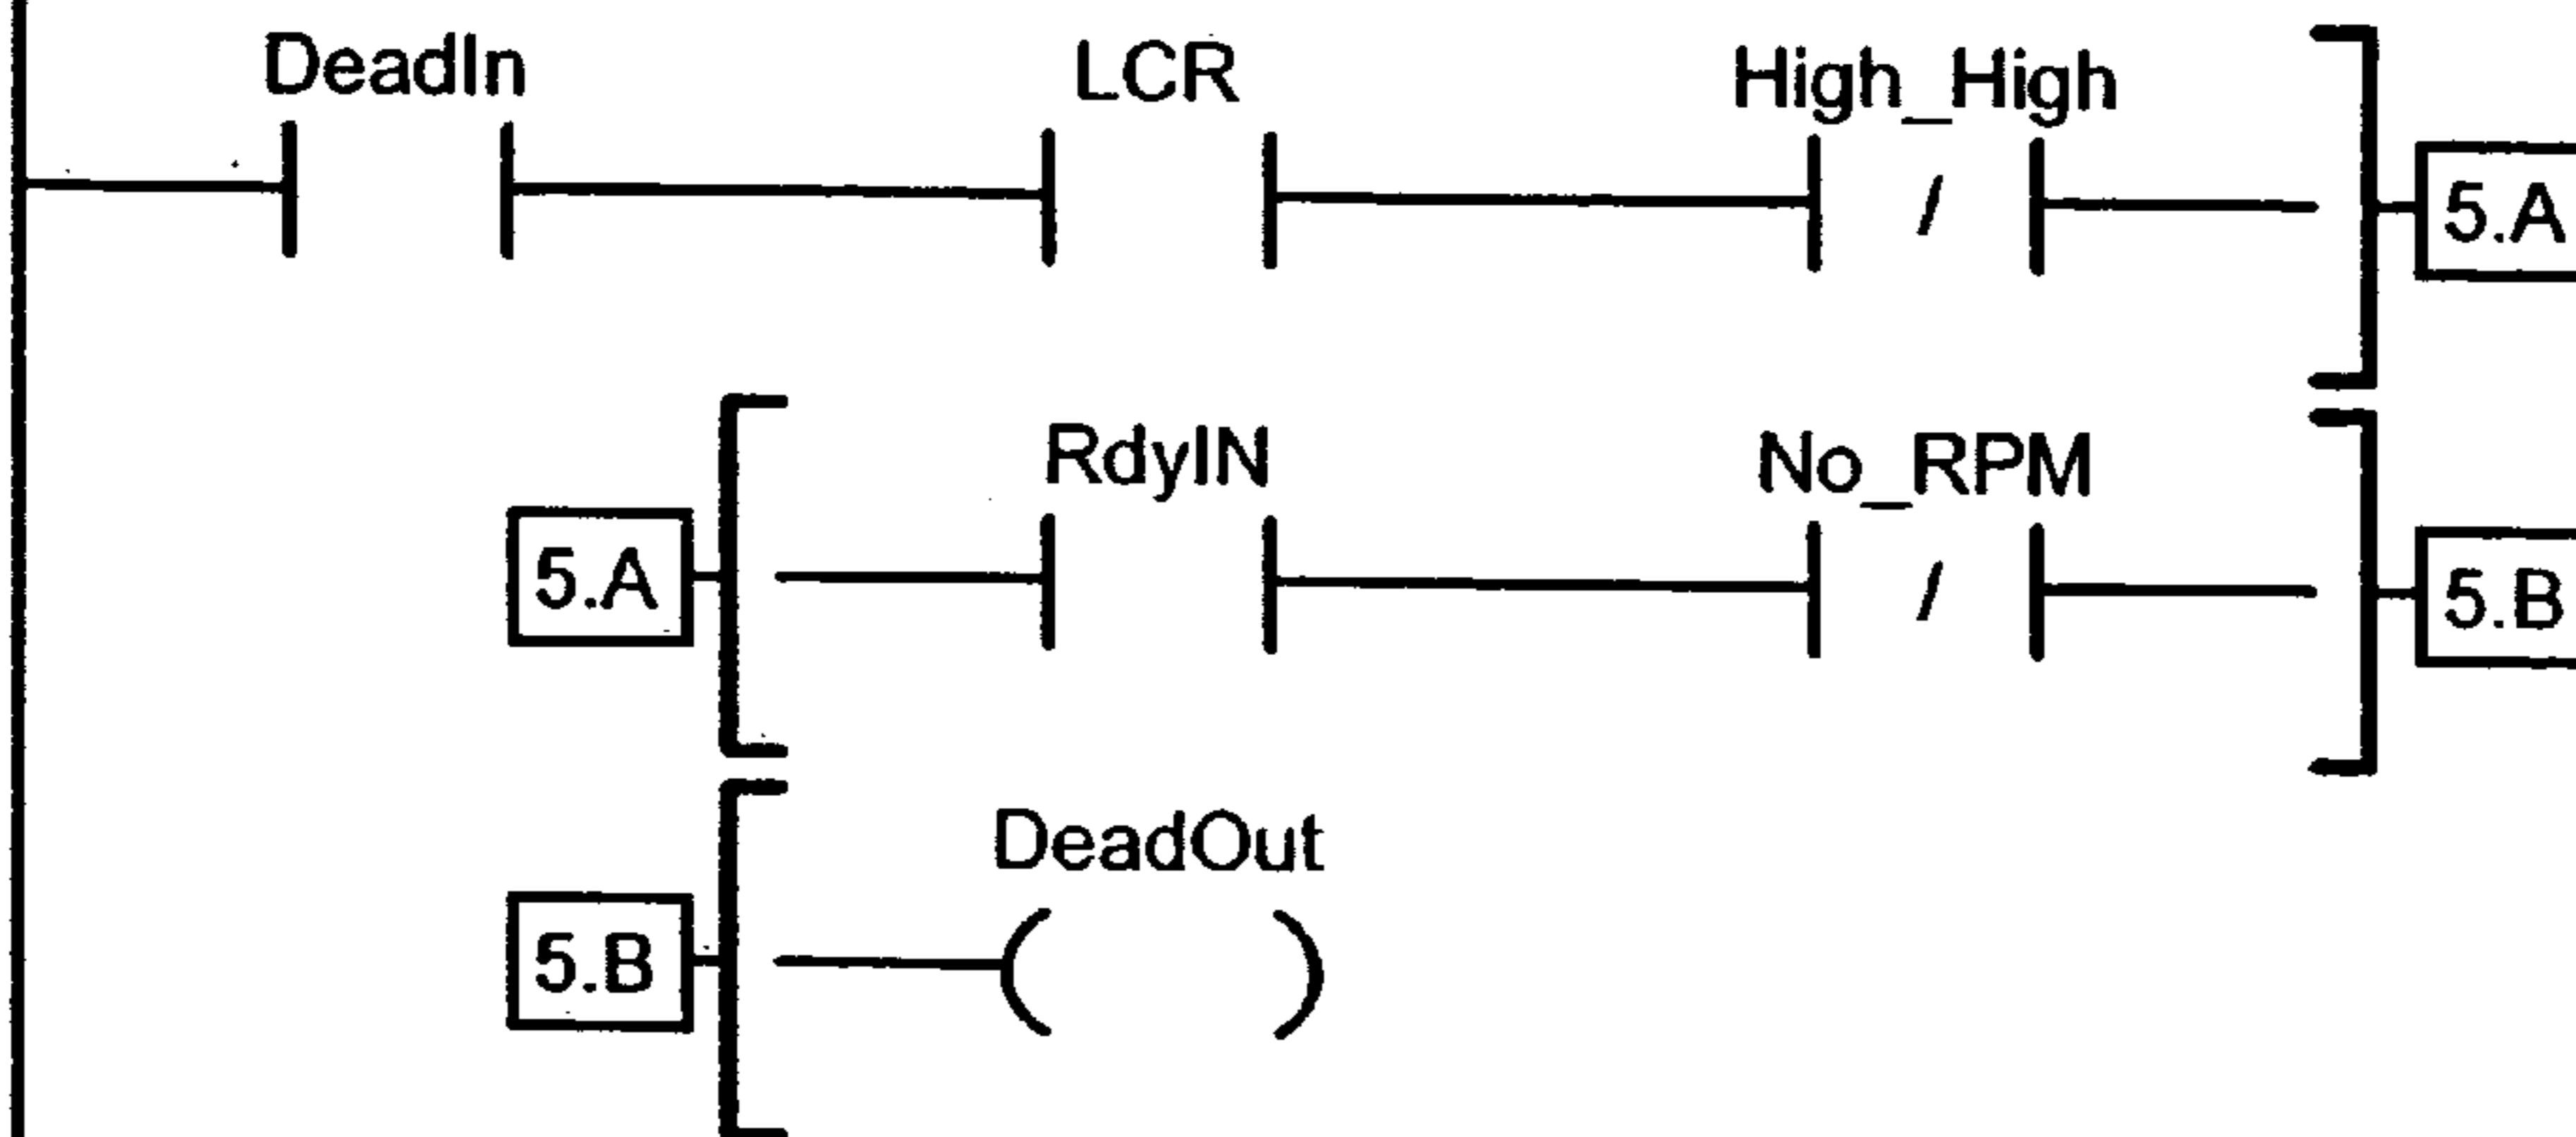 DeadIn LCR High_High
/ 5.A
RdyIN No_RPM
5.A / 5.B
DeadOut
5.B